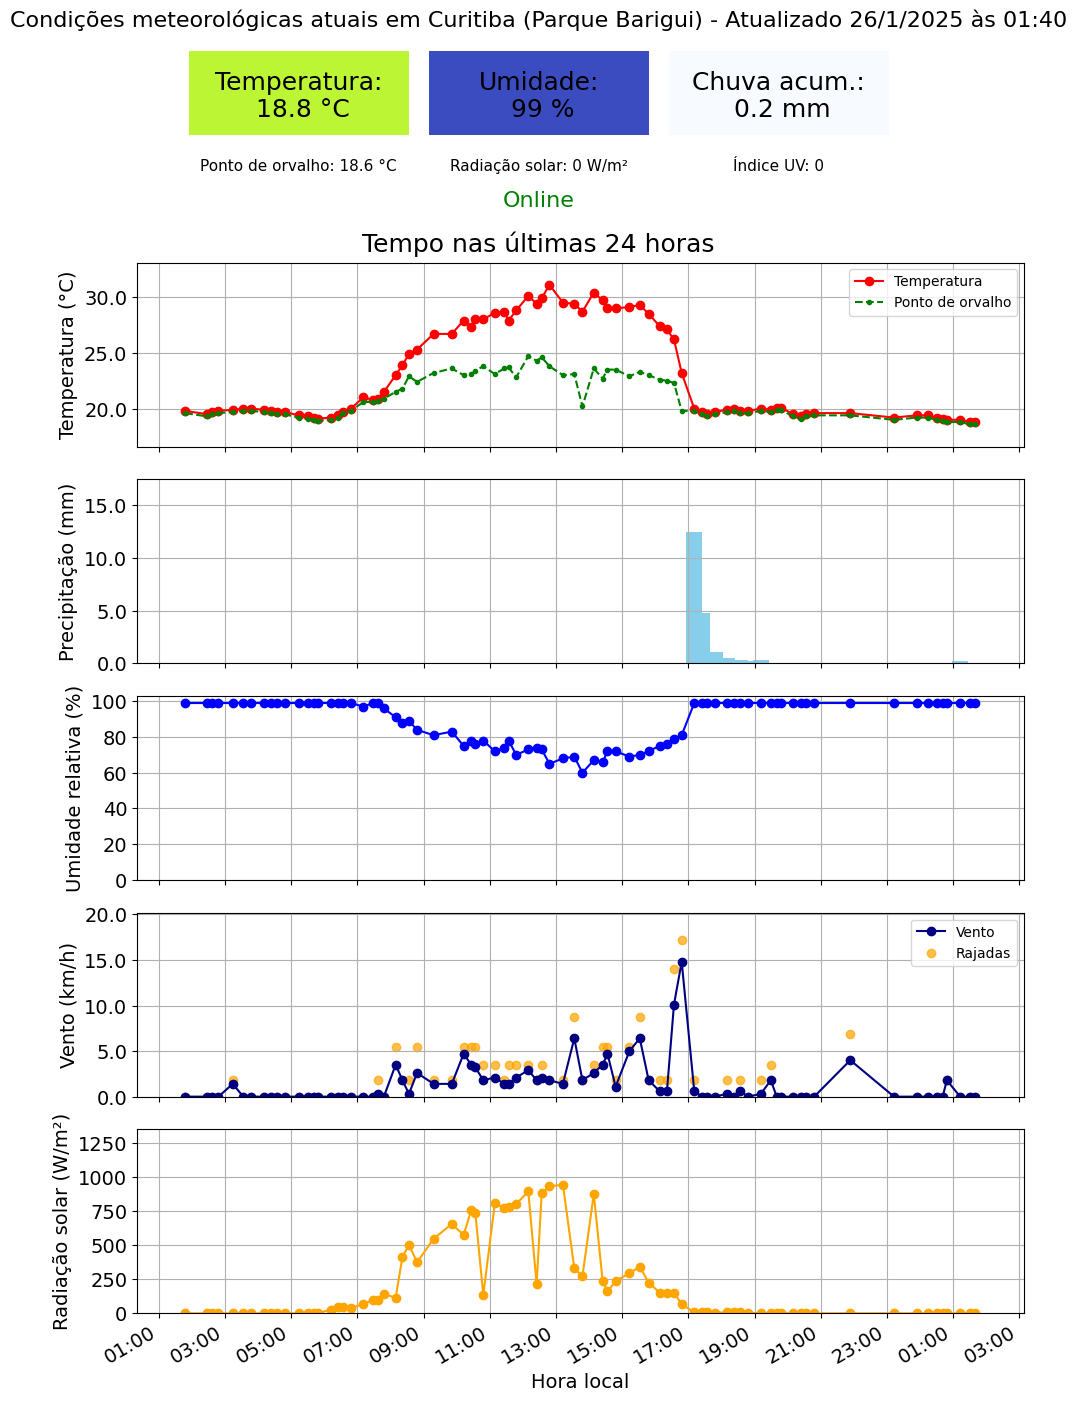 Condições meteorológicas atuais em Curitiba (Parque Barigui) - Atualizado 26/1/2025 às 01:40
Temperatura:
18.8 °C
Umidade:
99 %
Chuva acum.:
0.2 mm
Ponto de orvalho: 18.6 °C
Radiação solar: 0 W/m²
Índice UV: 0
Online
Tempo nas últimas 24 horas
Temperatura (°C)
30.0
25.0
20.0
Temperatura
Ponto de orvalho
Precipitação (mm)
15.0
10.0
5.0
0.0
Umidade relativa (%)
100
80
60
40
20
0
Vento (km/h)
20.0
15.0
10.0
5.0
0.0
Vento
Rajadas
Radiação solar (W/m²)
1250
1000
750
500
250
0
01:00 03:00 05:00 07:00 09:00 11:00 13:00 15:00 17:00 19:00 21:00 23:00 01:00 03:00
Hora local